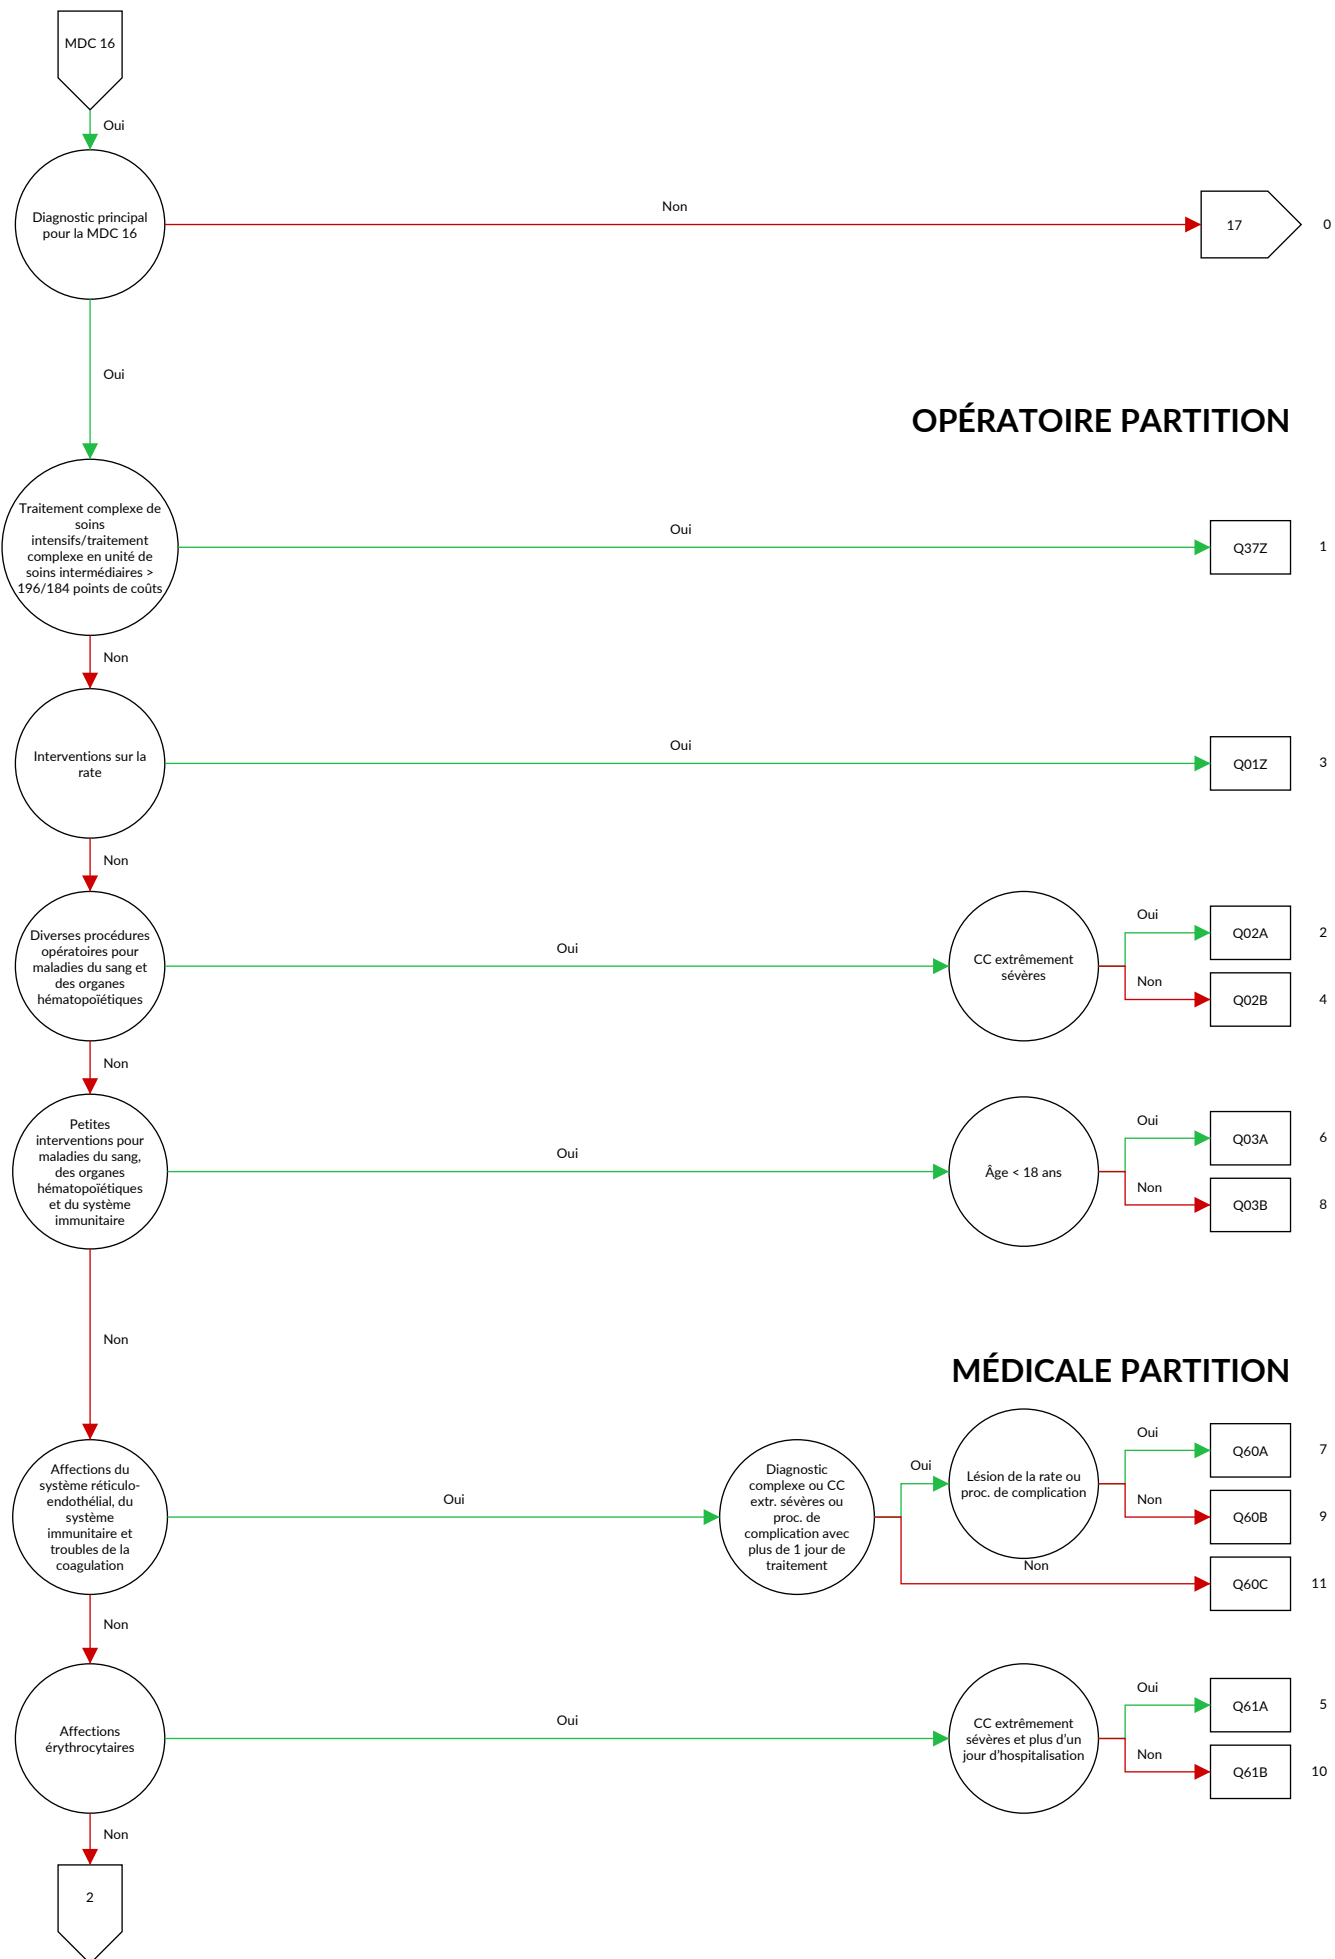 MDC 16
Oui
Diagnostic principal
pour la MDC 16
Non
17
0
Oui
OPÉRATOIRE PARTITION
Traitement complexe de
soins
intensifs/traitement
complexe en unité de
soins intermédiaires >
196/184 points de coûts
Oui
Q37Z
1
Non
Interventions sur la
rate
Oui
Q01Z
3
Non
Diverses procédures
opératoires pour
maladies du sang et
des organes
hématopoïétiques
Oui
CC extrêmement
sévères
Oui
Q02A
2
Non
Q02B
4
Non
Petites
interventions pour
maladies du sang,
des organes
hématopoïétiques
et du système
immunitaire
Oui
Âge < 18 ans
Oui
Q03A
6
Non
Q03B
8
Non
MÉDICALE PARTITION
Affections du
système réticulo-
endothélial, du
système
immunitaire et
troubles de la
coagulation
Oui
Diagnostic
complexe ou CC
extr. sévères ou
proc. de
complication avec
plus de 1 jour de
traitement
Oui
Lésion de la rate ou
proc. de complication
Oui
Q60A
7
Non
Q60B
9
Non
Q60C
11
Non
Affections
érythrocytaires
Oui
CC extrêmement
sévères et plus d'un
jour d'hospitalisation
Oui
Q61A
5
Non
Q61B
10
Non
2